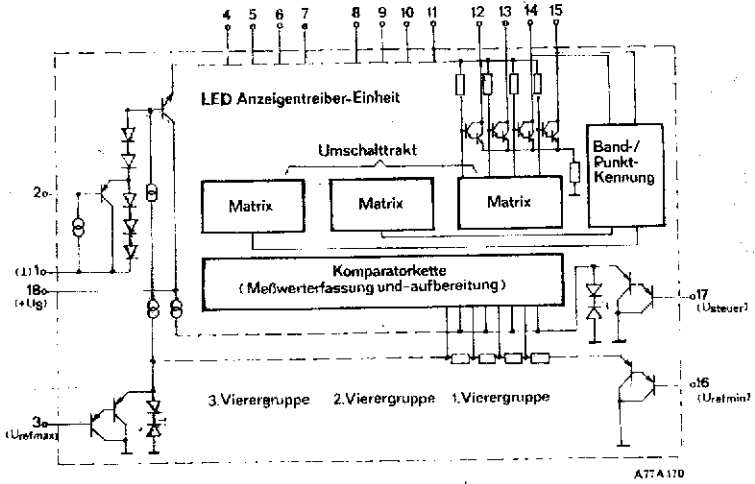 4 5 6 7 8 9 10 11 12 13 14 15
LED Anzeigentreiber-Einheit
Umschalttrakt
Band-/
Punkt-
Kennung
2
Matrix Matrix Matrix
(⊥) 1
18
(+US)
Komparatorkette
(Meßwerterfassung und-aufbereitung)
17
(Usteuer)
16
(Urefmin)
3
(Urefmax)
3.Vierergruppe 2.Vierergruppe 1.Vierergruppe
A77A170